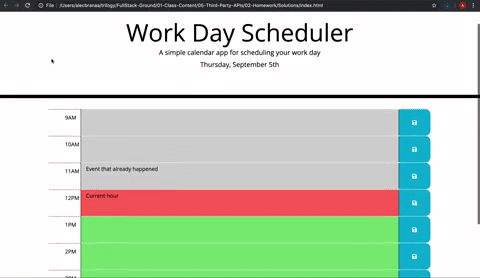 /Users/alecbranaa/trilogy/FullStack-Ground/01-Class-Content/05-Third-Party-APIs/02-Homework/Solutions/index.html
Work Day Scheduler
A simple calendar app for scheduling your work day
Thursday, September 5th
9AM
10AM
11AM Event that already happened
12PM Current hour
1PM
2PM